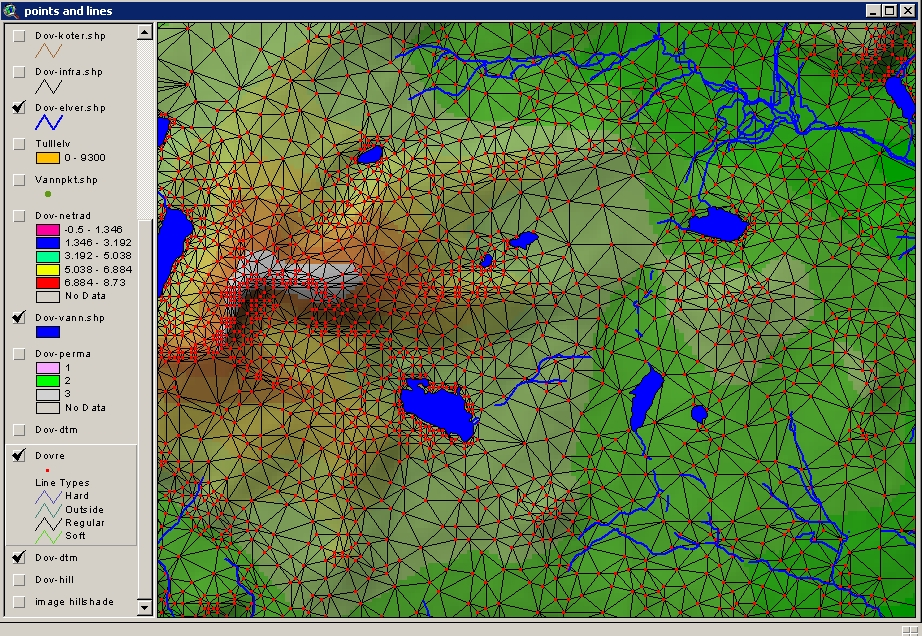 points and lines
Dov-koter.shp
Dov-infra.shp
Dov-elver.shp
Tulllelv
0 - 9300
Vannpkt.shp
Dov-netrad
-0.5 - 1.346
1.346 - 3.192
3.192 - 5.038
5.038 - 6.884
6.884 - 8.73
No Data
Dov-vann.shp
Dov-perma
1
2
3
No Data
Dov-dtm
Dovre
Line Types
Hard
Outside
Regular
Soft
Dov-dtm
Dov-hill
image hillshade